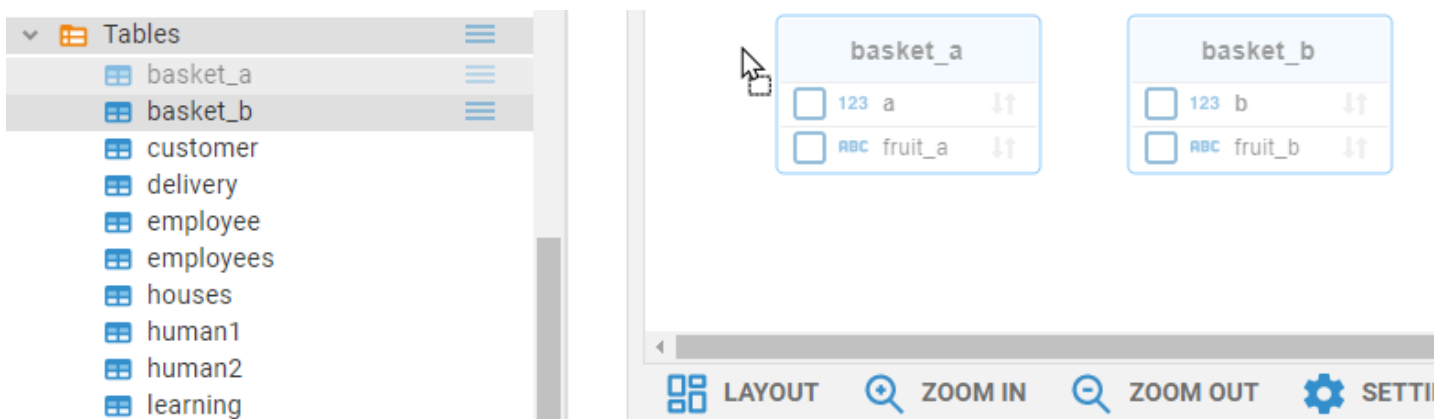 Tables
basket_a
basket_b
customer
delivery
employee
employees
houses
human1
human2
learning
basket_a
123 a
ABC fruit_a
basket_b
123 b
ABC fruit_b
LAYOUT ZOOM IN ZOOM OUT